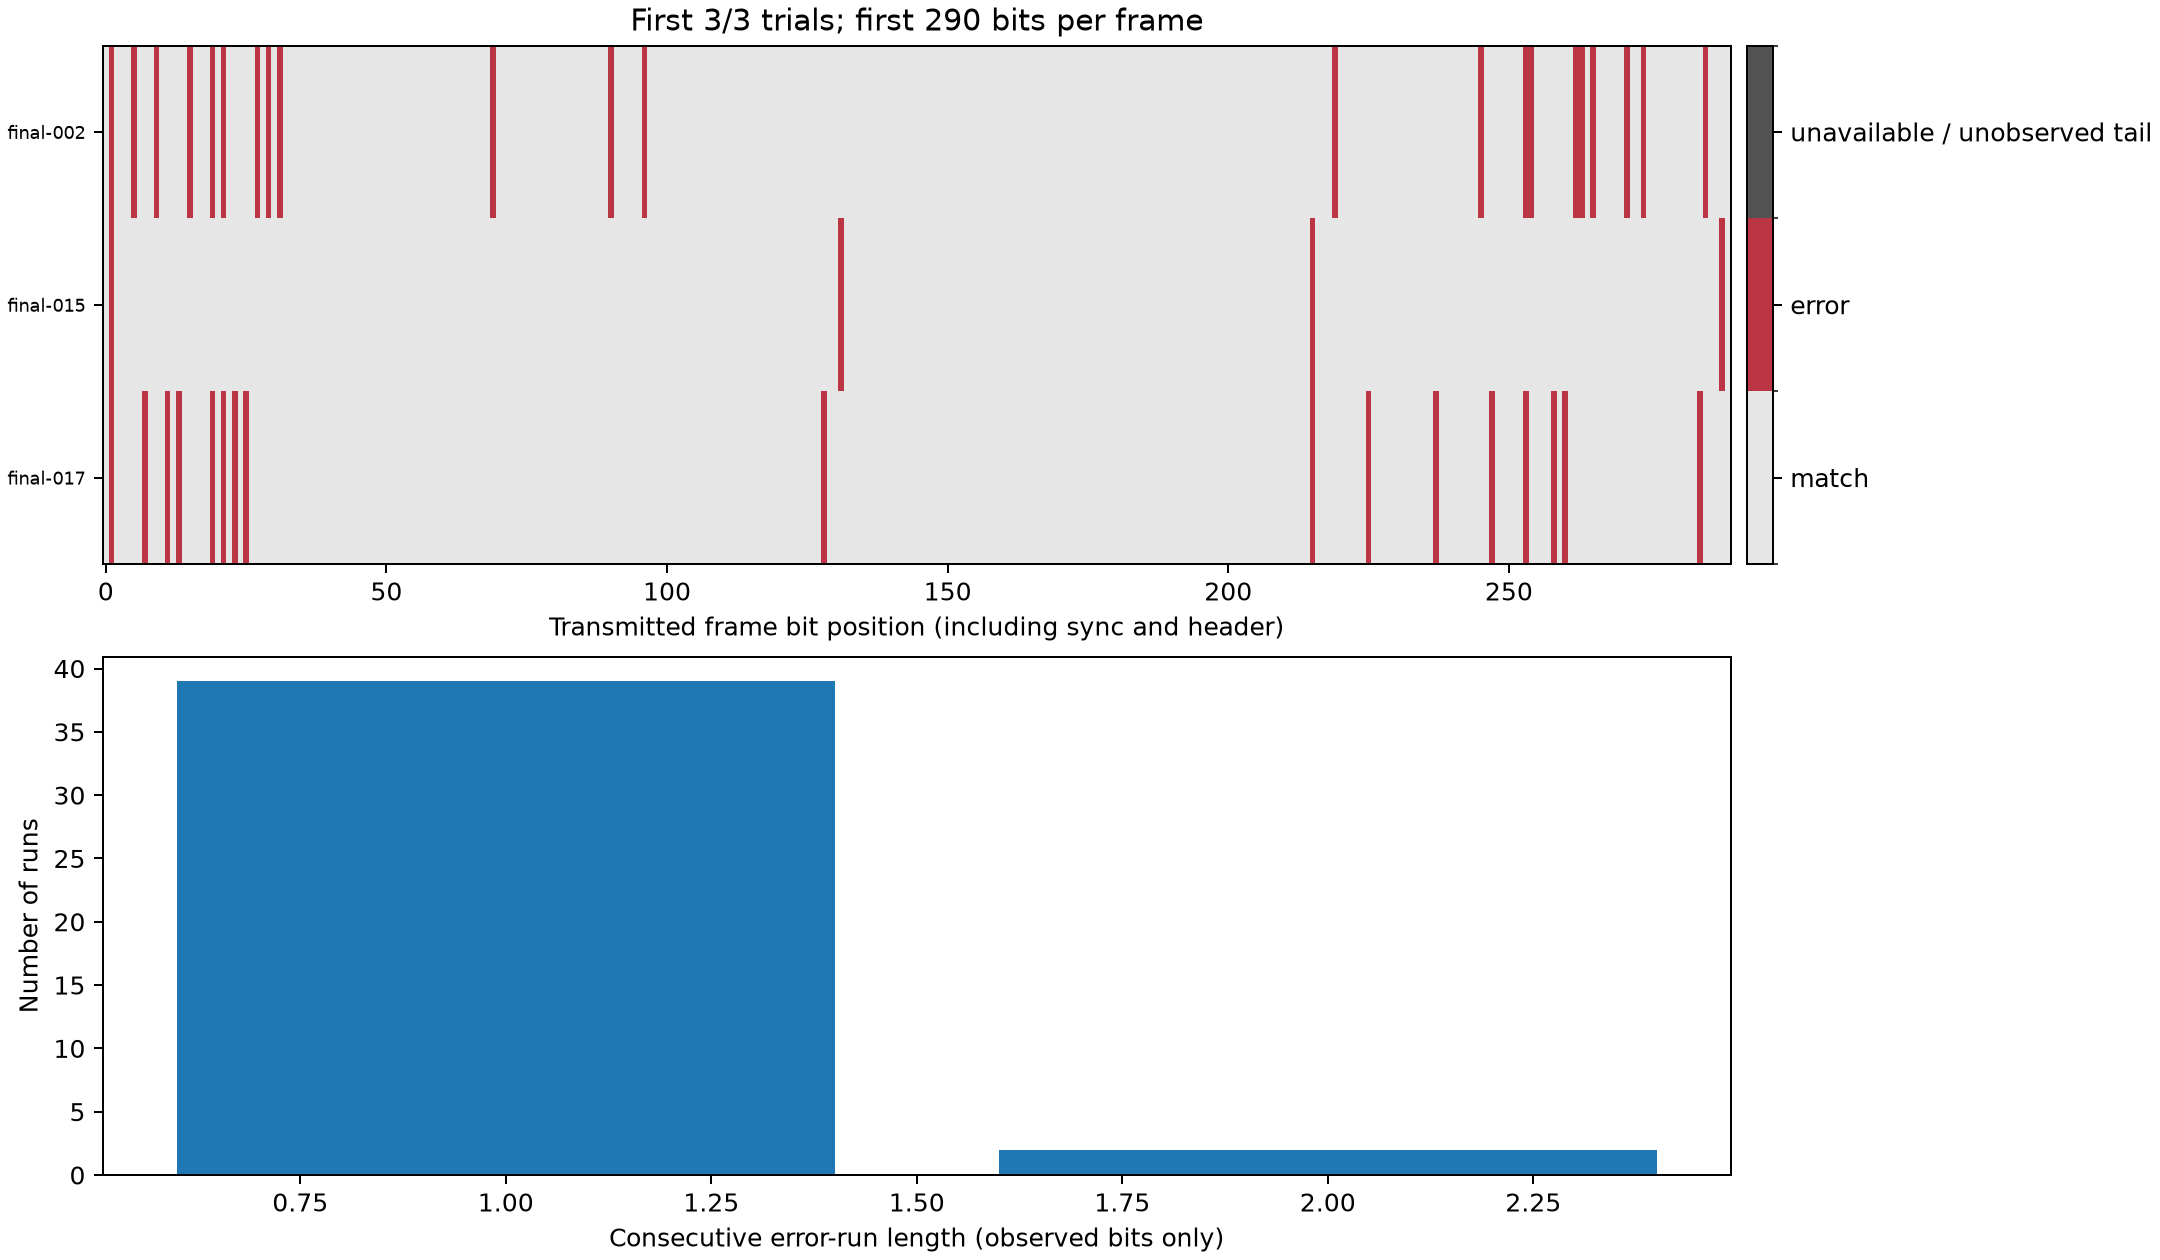 First 3/3 trials; first 290 bits per frame
final-002
final-015
final-017
unavailable / unobserved tail
error
match
0 50 100 150 200 250
Transmitted frame bit position (including sync and header)
40
35
30
25
20
15
10
5
0
Number of runs
0.75 1.00 1.25 1.50 1.75 2.00 2.25
Consecutive error-run length (observed bits only)